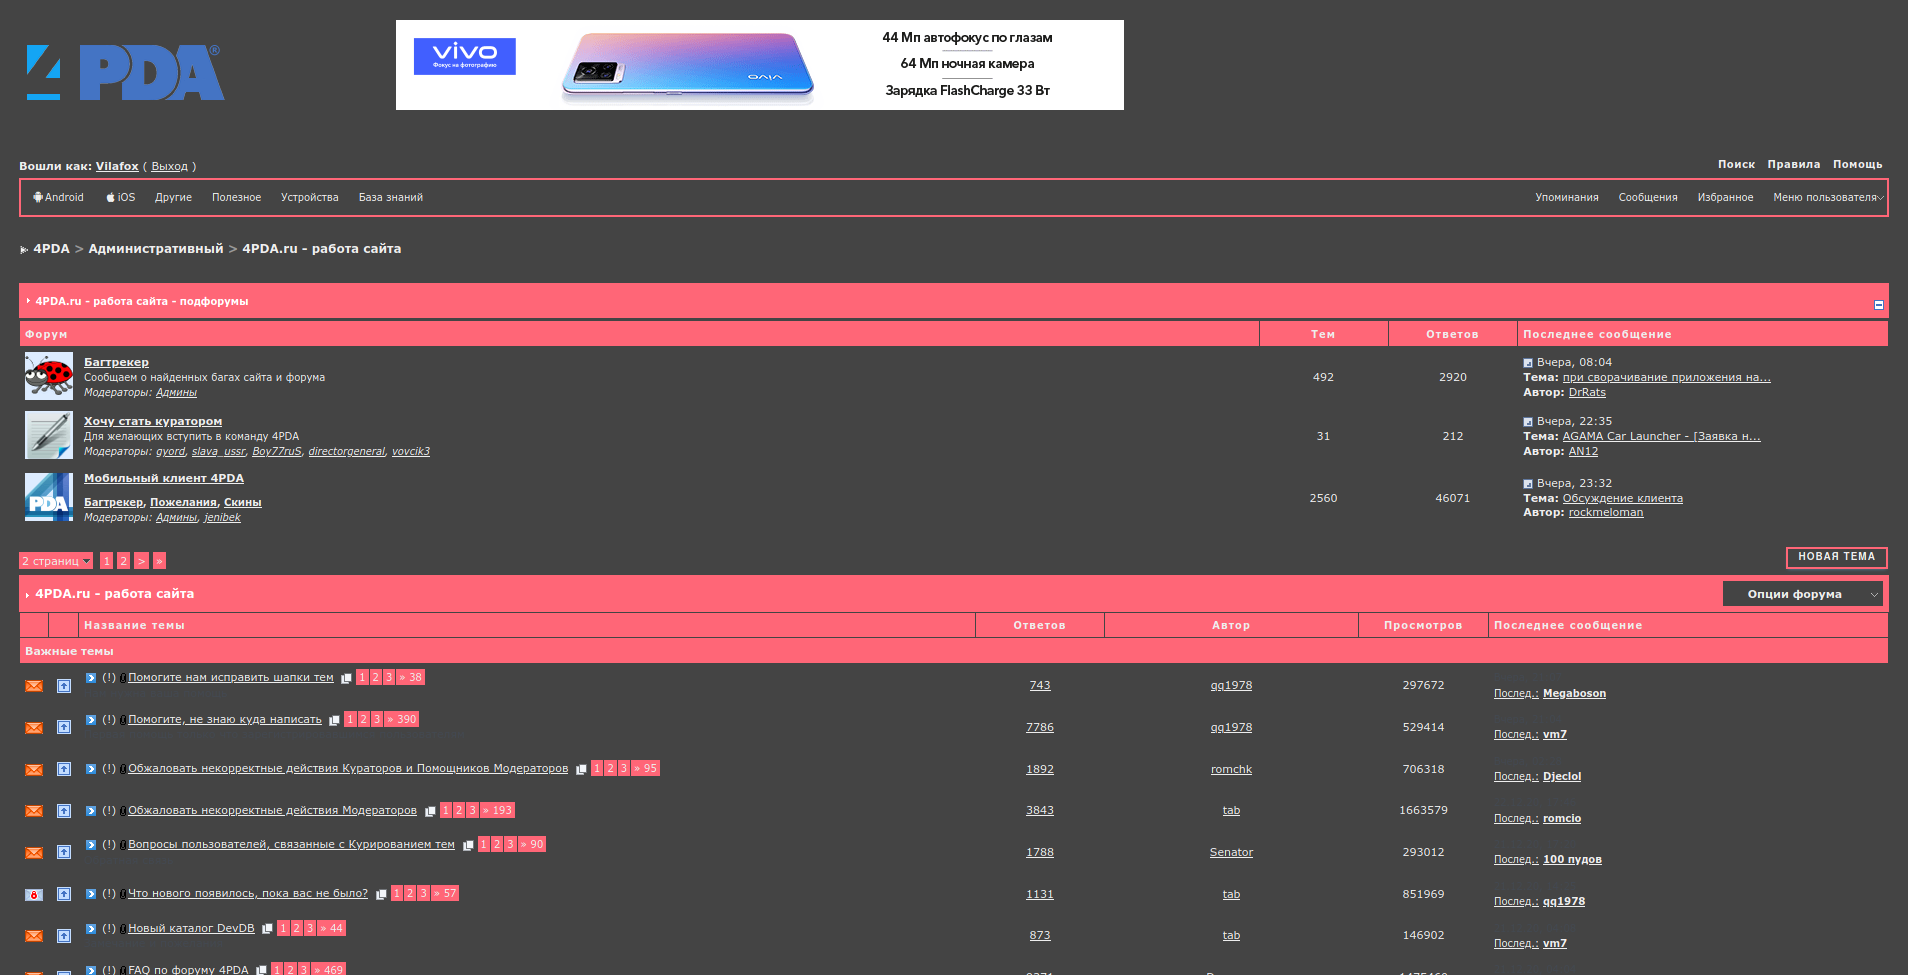 4PDA®
vivo
Фокус на фотографию
vivo
44 Мп автофокус по глазам
64 Мп ночная камера
Зарядка FlashCharge 33 Вт
Вошли как: Vilafox ( Выход )
Поиск Правила Помощь
Android iOS Другие Полезное Устройства База знаний
Упоминания Сообщения Избранное Меню пользователя
4PDA > Административный > 4PDA.ru - работа сайта
4PDA.ru - работа сайта - подфорумы
Форум Тем Ответов Последнее сообщение
Багтрекер
Сообщаем о найденных багах сайта и форума
Модераторы: Админы
492 2920
Вчера, 08:04
Тема: при сворачивание приложения на...
Автор: DrRats
Хочу стать куратором
Для желающих вступить в команду 4PDA
Модераторы: qyord, slava_ussr, Boy77ruS, directorgeneral, vovcik3
31 212
Вчера, 22:35
Тема: AGAMA Car Launcher - [Заявка н...
Автор: AN12
PDA
Мобильный клиент 4PDA
Багтрекер, Пожелания, Скины
Модераторы: Админы, jenibek
2560 46071
Вчера, 23:32
Тема: Обсуждение клиента
Автор: rockmeloman
2 страниц 1 2 > »
НОВАЯ ТЕМА
4PDA.ru - работа сайта
Опции форума
Название темы Ответов Автор Просмотров Последнее сообщение
Важные темы
(!) Помогите нам исправить шапки тем 1 2 3 » 38 743 qq1978 297672 Послед.: Megaboson
(!) Помогите, не знаю куда написать 1 2 3 » 390 7786 qq1978 529414 Послед.: vm7
(!) Обжаловать некорректные действия Кураторов и Помощников Модераторов 1 2 3 » 95 1892 romchk 706318 Послед.: Djeclol
(!) Обжаловать некорректные действия Модераторов 1 2 3 » 193 3843 tab 1663579 Послед.: romcio
(!) Вопросы пользователей, связанные с Курированием тем 1 2 3 » 90 1788 Senator 293012 Послед.: 100 пудов
(!) Что нового появилось, пока вас не было? 1 2 3 » 57 1131 tab 851969 Послед.: qq1978
(!) Новый каталог DevDB 1 2 3 » 44 873 tab 146902 Послед.: vm7
(!) FAQ по форуму 4PDA 1 2 3 » 469